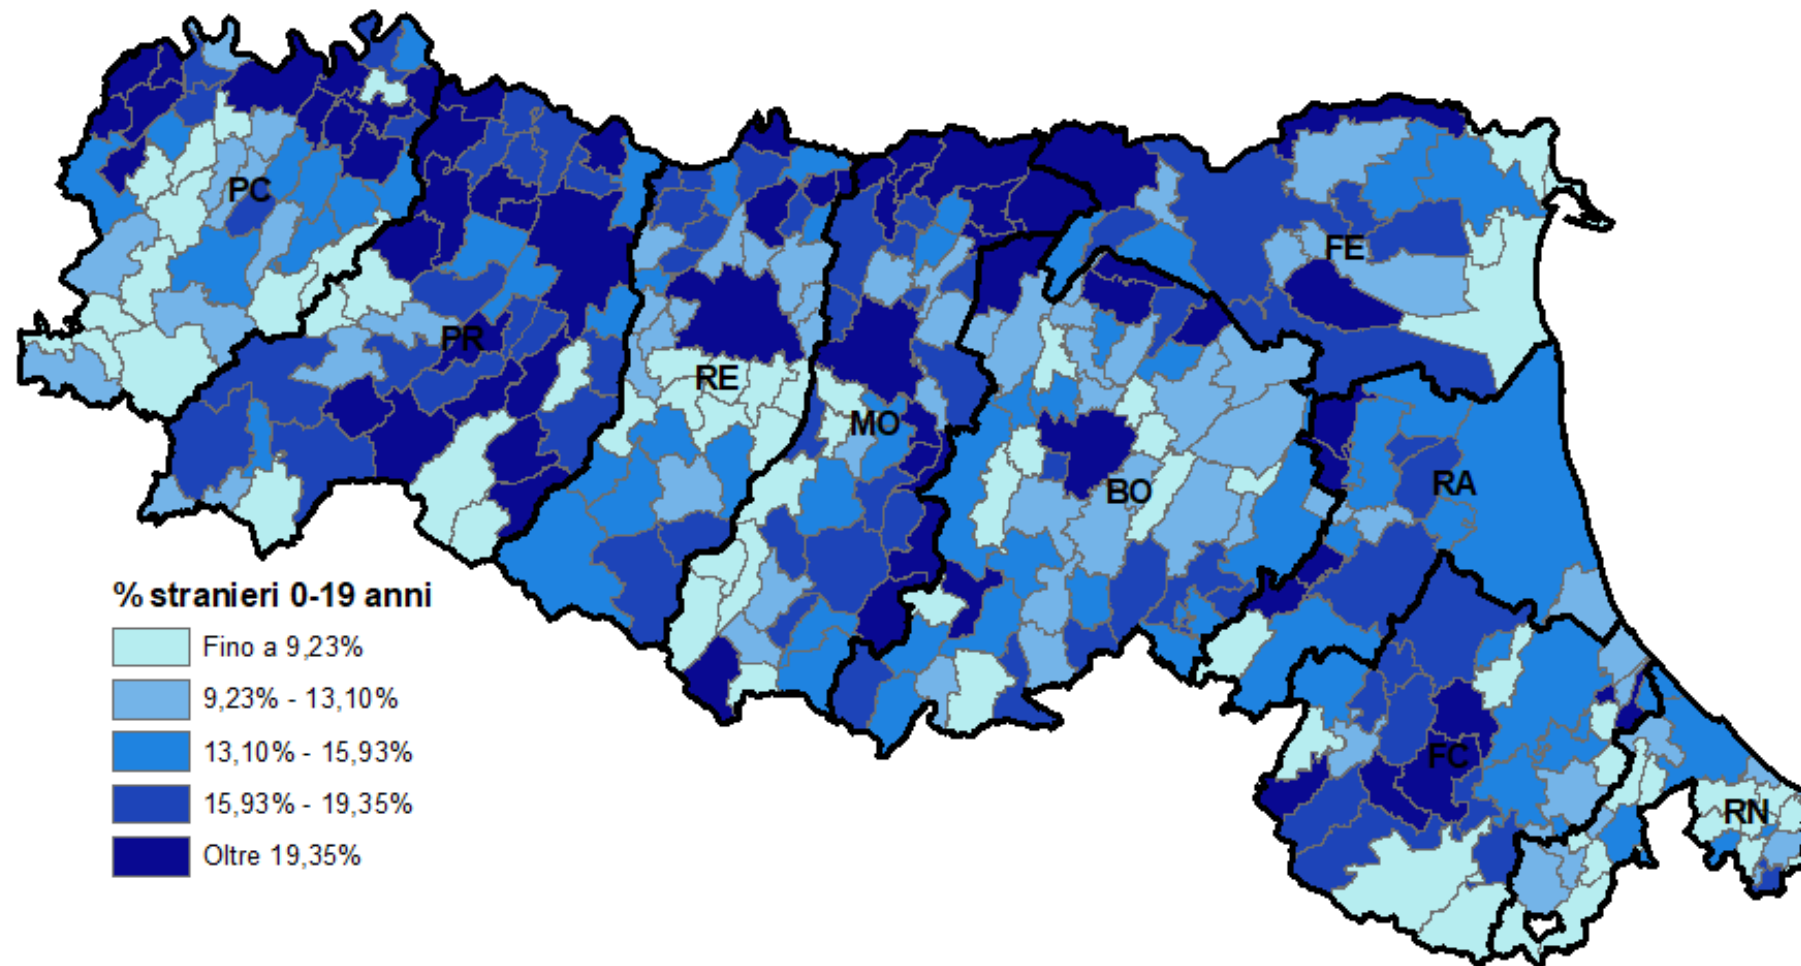 PC
FE
PR
RE
MO
BO
RA
FC
RN
% stranieri 0-19 anni
Fino a 9,23%
9,23% - 13,10%
13,10% - 15,93%
15,93% - 19,35%
Oltre 19,35%